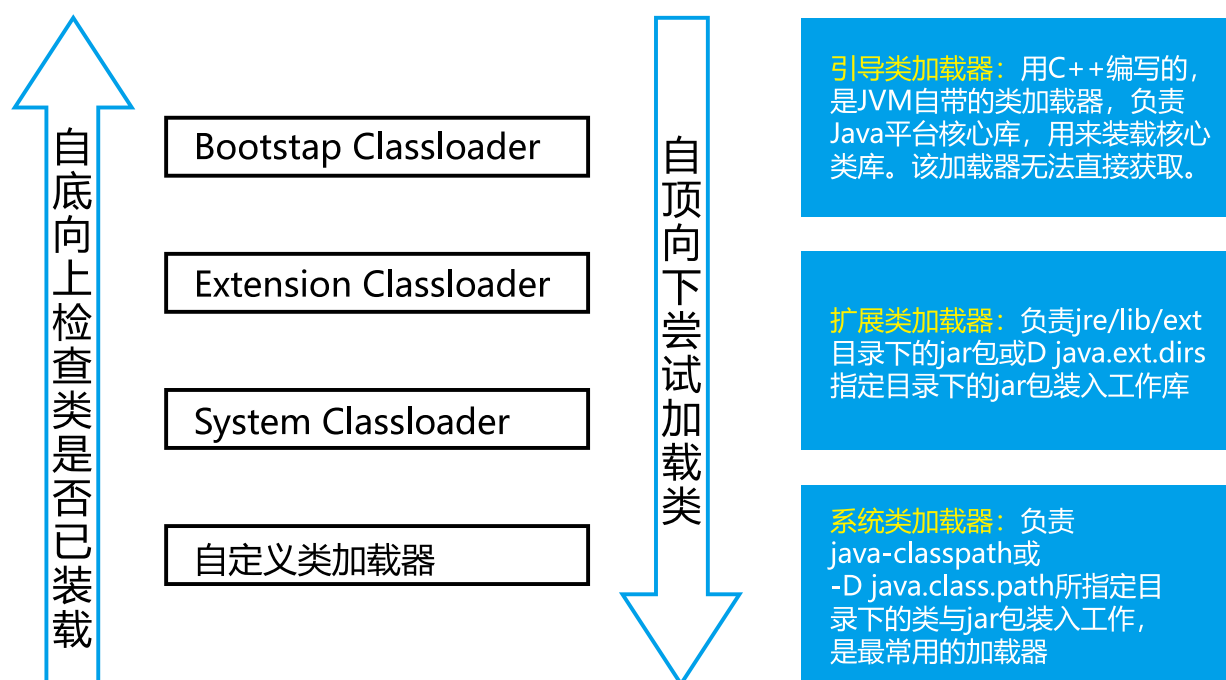 自底向上检查类是否已装载
Bootstap Classloader
Extension Classloader
System Classloader
自定义类加载器
自顶向下尝试加载类
引导类加载器：用C++编写的，
是JVM自带的类加载器，负责
Java平台核心库，用来装载核心
类库。该加载器无法直接获取。
扩展类加载器：负责jre/lib/ext
目录下的jar包或D java.ext.dirs
指定目录下的jar包装入工作库
系统类加载器：负责
java-classpath或
-D java.class.path所指定目
录下的类与jar包装入工作，
是最常用的加载器